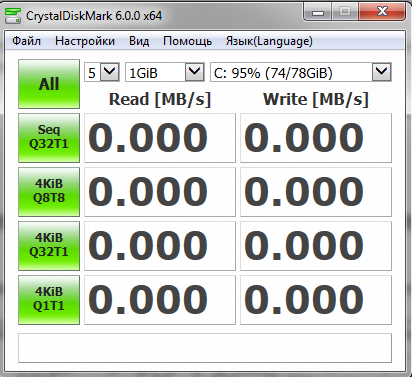 CrystalDiskMark 6.0.0 x64
Файл Настройки Вид Помощь Язык(Language)
All 5 1GiB C: 95% (74/78GiB)
Read [MB/s] Write [MB/s]
Seq
Q32T1 0.000 0.000
4KiB
Q8T8 0.000 0.000
4KiB
Q32T1 0.000 0.000
4KiB
Q1T1 0.000 0.000